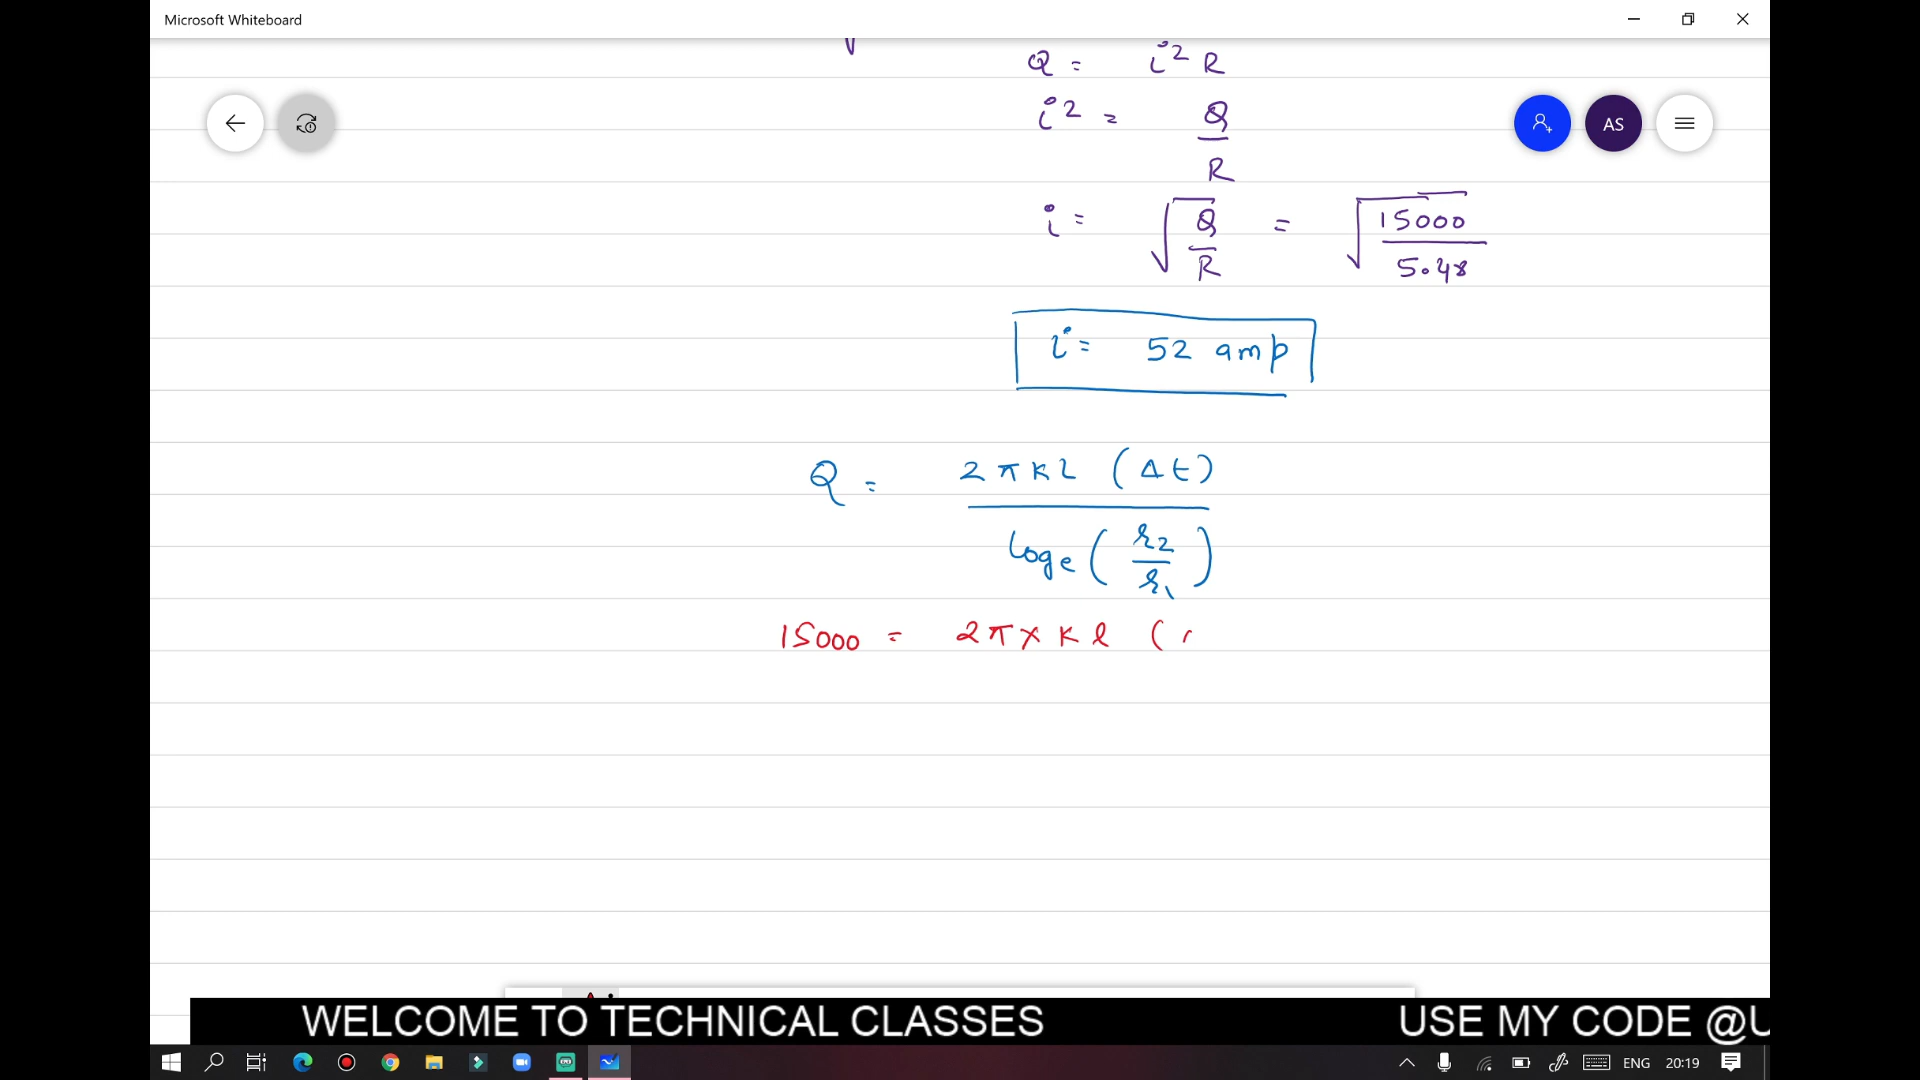 Microsoft Whiteboard
Q = i² R
i² = Q / R
AS
i = √(Q / R) = √(15000 / 5.48)
i = 52 amp
Q = 2πKL (Δt) / loge (r2 / r1)
15000 = 2π × K l (
WELCOME TO TECHNICAL CLASSES USE MY CODE @U
ENG 20:19